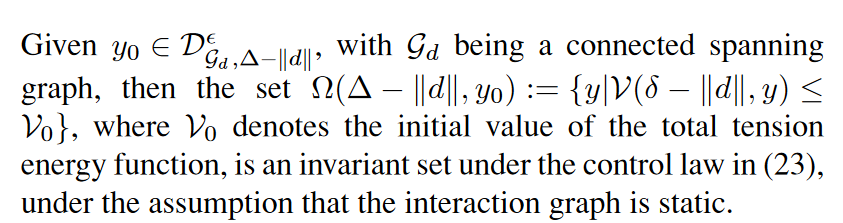 Given $y_0 \in \mathcal{D}^{\epsilon}_{\mathcal{G}_d, \Delta - \|d\|}$, with $\mathcal{G}_d$ being a connected spanning
graph, then the set $\Omega(\Delta - \|d\|, y_0) := \{y | \mathcal{V}(\delta - \|d\|, y) \leq$
$\mathcal{V}_0\}$, where $\mathcal{V}_0$ denotes the initial value of the total tension
energy function, is an invariant set under the control law in (23),
under the assumption that the interaction graph is static.